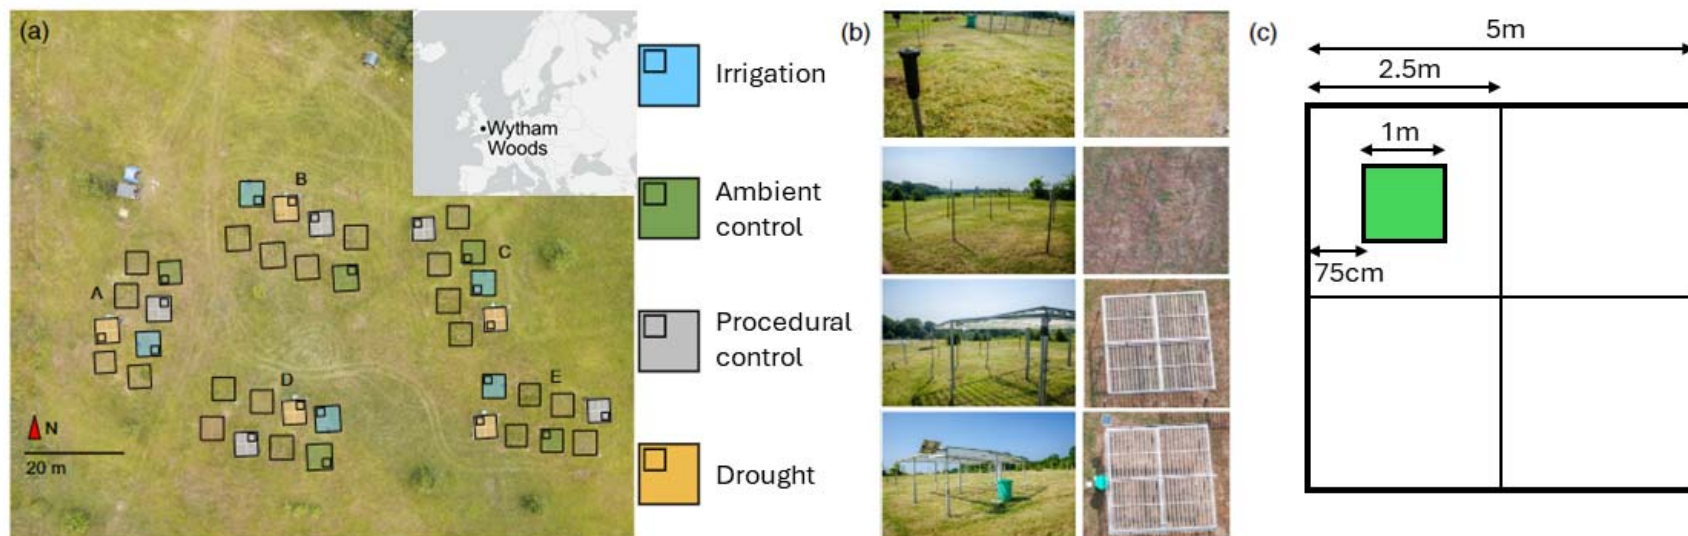 (a)
Wytham
Woods
B
C
A
D
E
N
20 m
Irrigation
Ambient
control
Procedural
control
Drought
(b)
(c)
5m
2.5m
1m
75cm